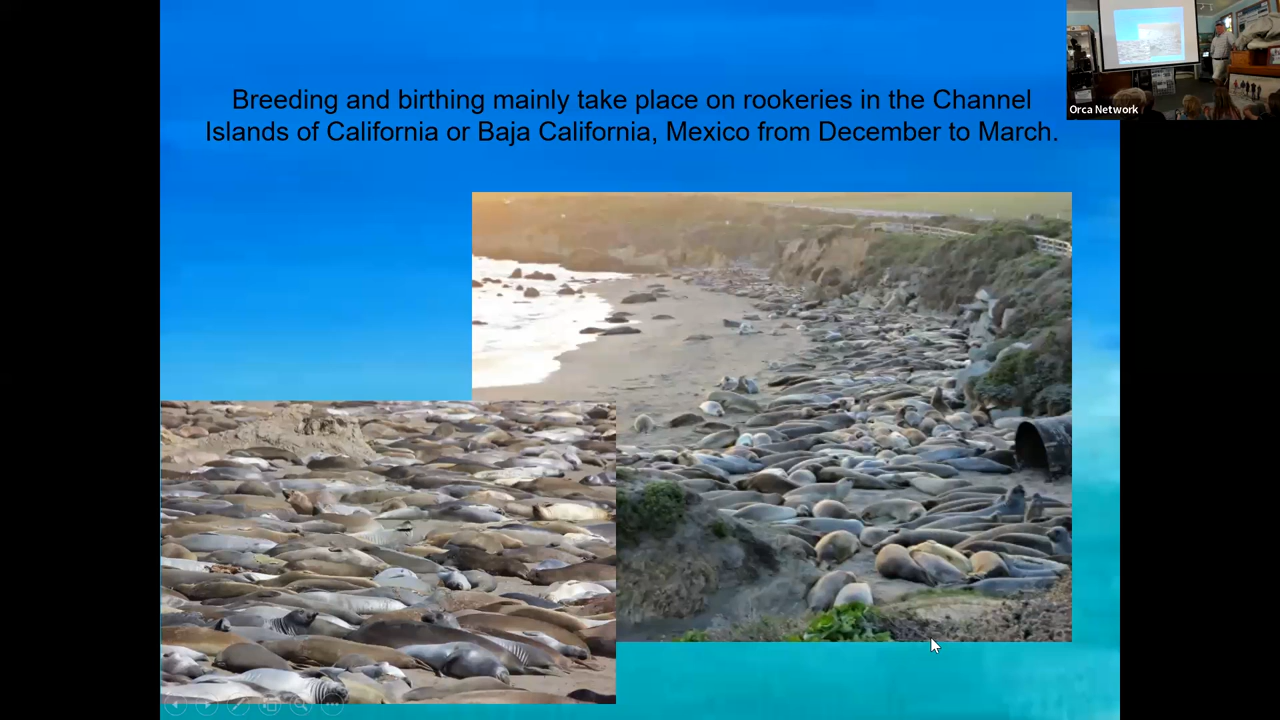 Breeding and birthing mainly take place on rookeries in the Channel
Islands of California or Baja California, Mexico from December to March.
Orca Network